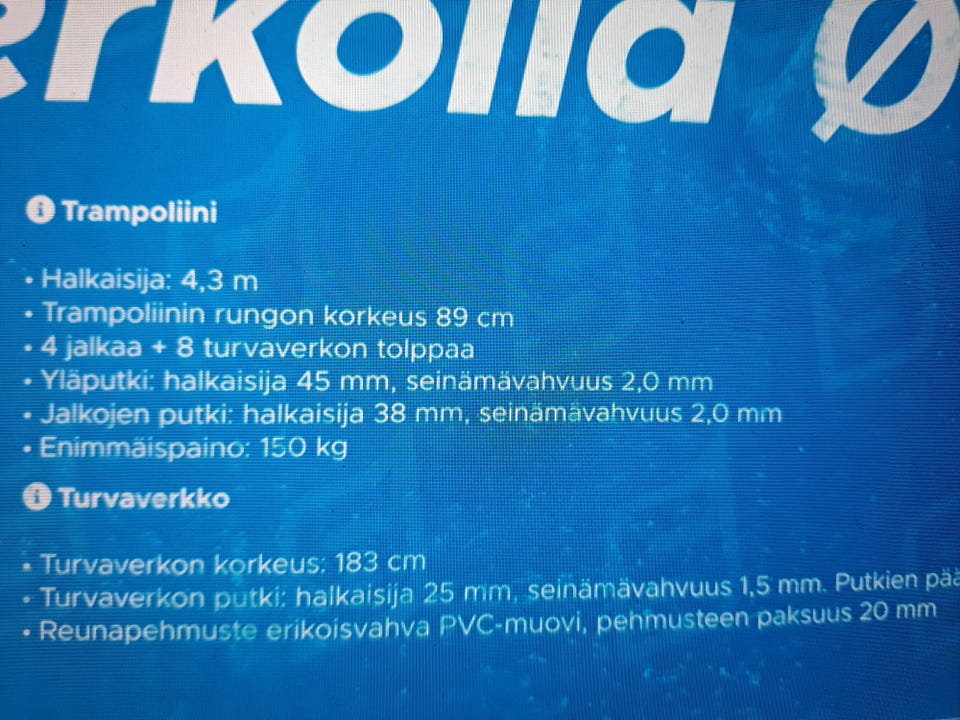 erkolla Ø
Trampoliini
• Halkaisija: 4,3 m
• Trampoliinin rungon korkeus 89 cm
• 4 jalkaa + 8 turvaverkon tolppaa
• Yläputki: halkaisija 45 mm, seinämävahvuus 2,0 mm
• Jalkojen putki: halkaisija 38 mm, seinämävahvuus 2,0 mm
• Enimmäispaino: 150 kg
Turvaverkko
• Turvaverkon korkeus: 183 cm
• Turvaverkon putki: halkaisija 25 mm, seinämävahvuus 1,5 mm. Putkien pää
• Reunapehmuste erikoisvahva PVC-muovi, pehmusteen paksuus 20 mm